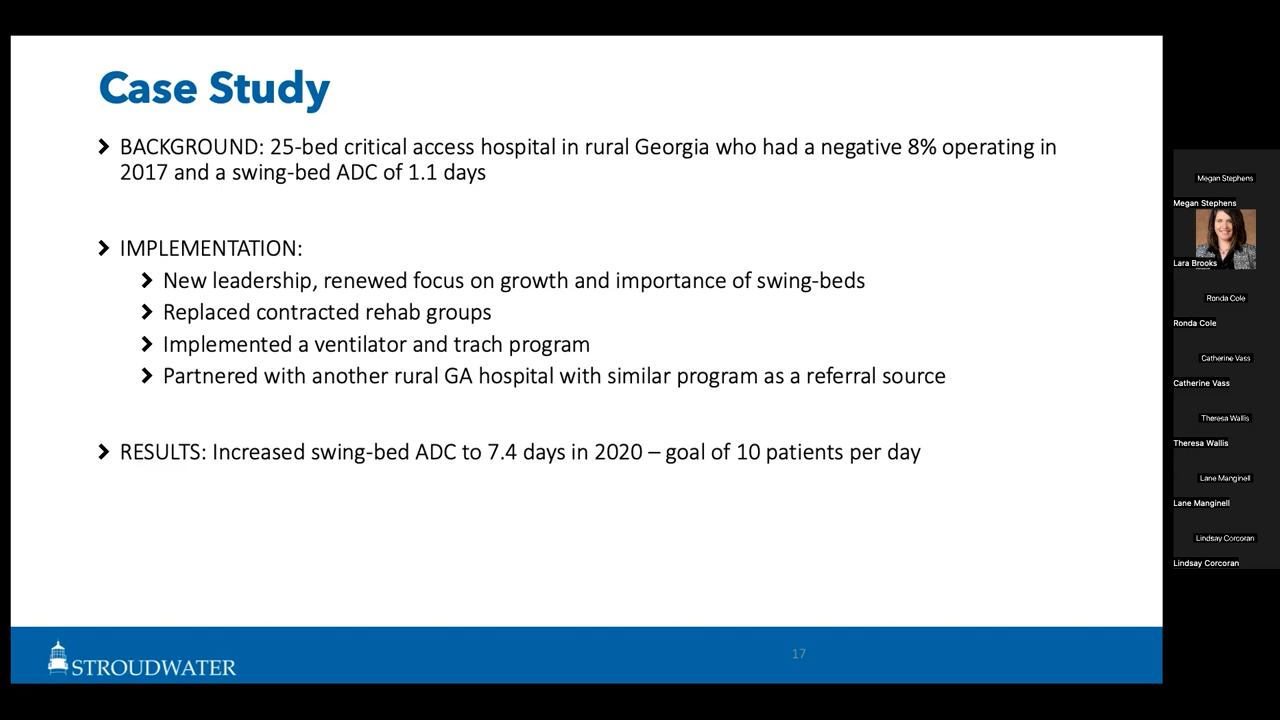 Case Study
BACKGROUND: 25-bed critical access hospital in rural Georgia who had a negative 8% operating in
2017 and a swing-bed ADC of 1.1 days
IMPLEMENTATION:
New leadership, renewed focus on growth and importance of swing-beds
Replaced contracted rehab groups
Implemented a ventilator and trach program
Partnered with another rural GA hospital with similar program as a referral source
RESULTS: Increased swing-bed ADC to 7.4 days in 2020 – goal of 10 patients per day
STROUDWATER
17
Megan Stephens
Megan Stephens
Lara Brooks
Ronda Cole
Ronda Cole
Catherine Vass
Catherine Vass
Theresa Wallis
Theresa Wallis
Lane Manginell
Lane Manginell
Lindsay Corcoran
Lindsay Corcoran